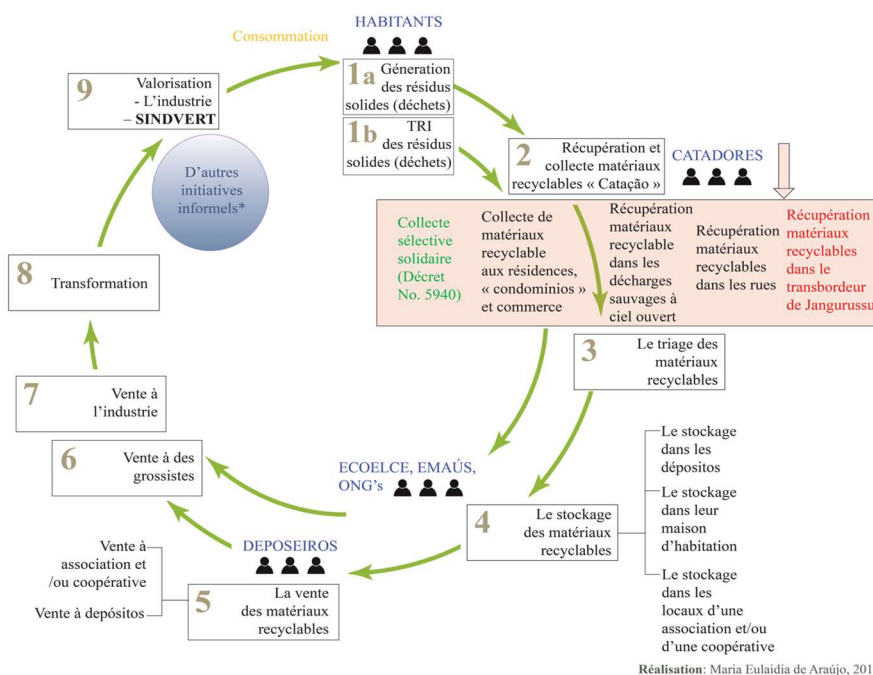 HABITANTS
Consommation
1a Géneration
des résidus
solides (déchets)
1b TRI
des résidus
solides (déchets)
9 Valorisation
- L'industrie
– SINDVERT
D'autres
initiatives
informels*
2 Récupération et
collecte matériaux
recyclables « Catação »
CATADORES
Collecte
sélective
solidaire
(Décret
No. 5940)
Collecte de
matériaux
recyclable
aux résidences,
« condomínios »
et commerce
Récupération
matériaux
recyclable
dans les
décharges
sauvages à
ciel ouvert
Récupération
matériaux
recyclables
dans les rues
Récupération
matériaux
recyclables
dans le
transbordeur
de Jangurussu
8 Transformation
3 Le triage des
matériaux
recyclables
7 Vente à
l'industrie
6 Vente à des
grossistes
ECOELCE, EMAÚS,
ONG's
4 Le stockage
des matériaux
recyclables
Le stockage
dans les
dépositos
Le stockage
dans leur
maison
d'habitation
Le stockage
dans les
locaux d'une
association et/ou
d'une coopérative
DEPOSEIROS
5 La vente
des matériaux
recyclables
Vente à
association et
/ou coopérative
Vente à depósitos
Réalisation: Maria Eulaidia de Araújo, 201